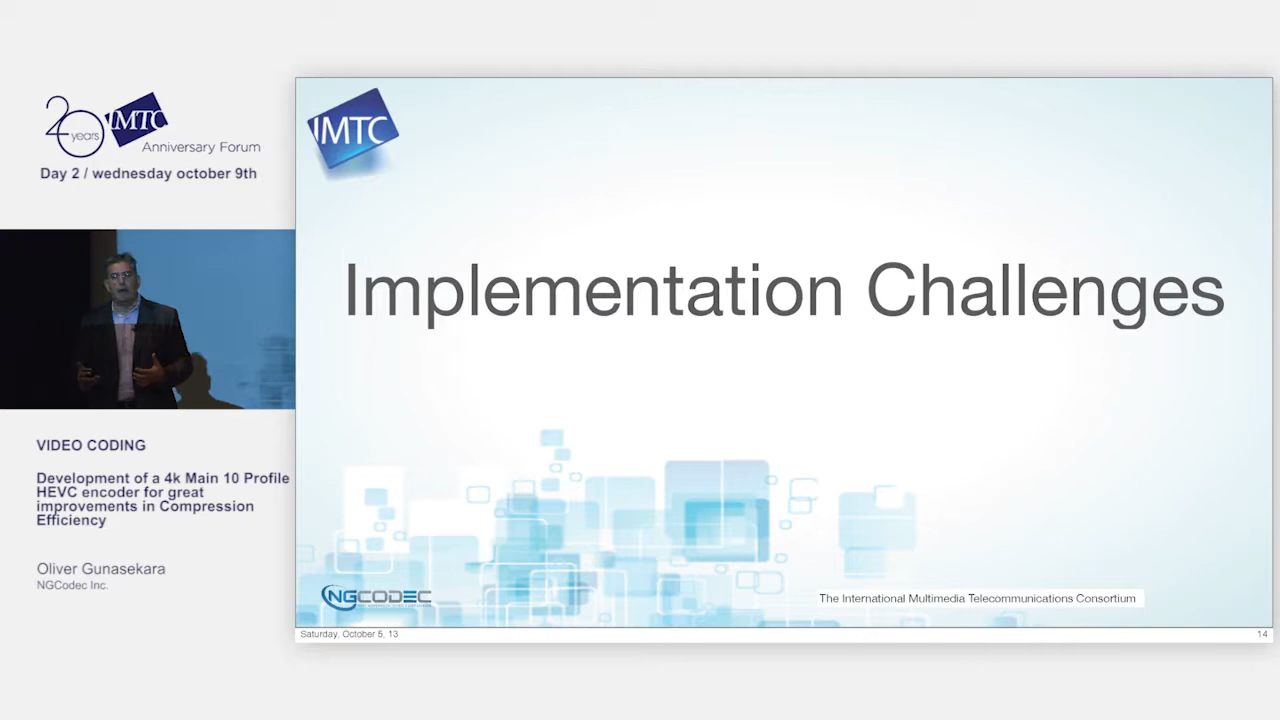 20 years IMTC
Anniversary Forum
Day 2 / wednesday october 9th
VIDEO CODING
Development of a 4k Main 10 Profile
HEVC encoder for great
improvements in Compression
Efficiency
Oliver Gunasekara
NGCodec Inc.
IMTC
Implementation Challenges
NGCODEC
The International Multimedia Telecommunications Consortium
Saturday, October 5, 13
14